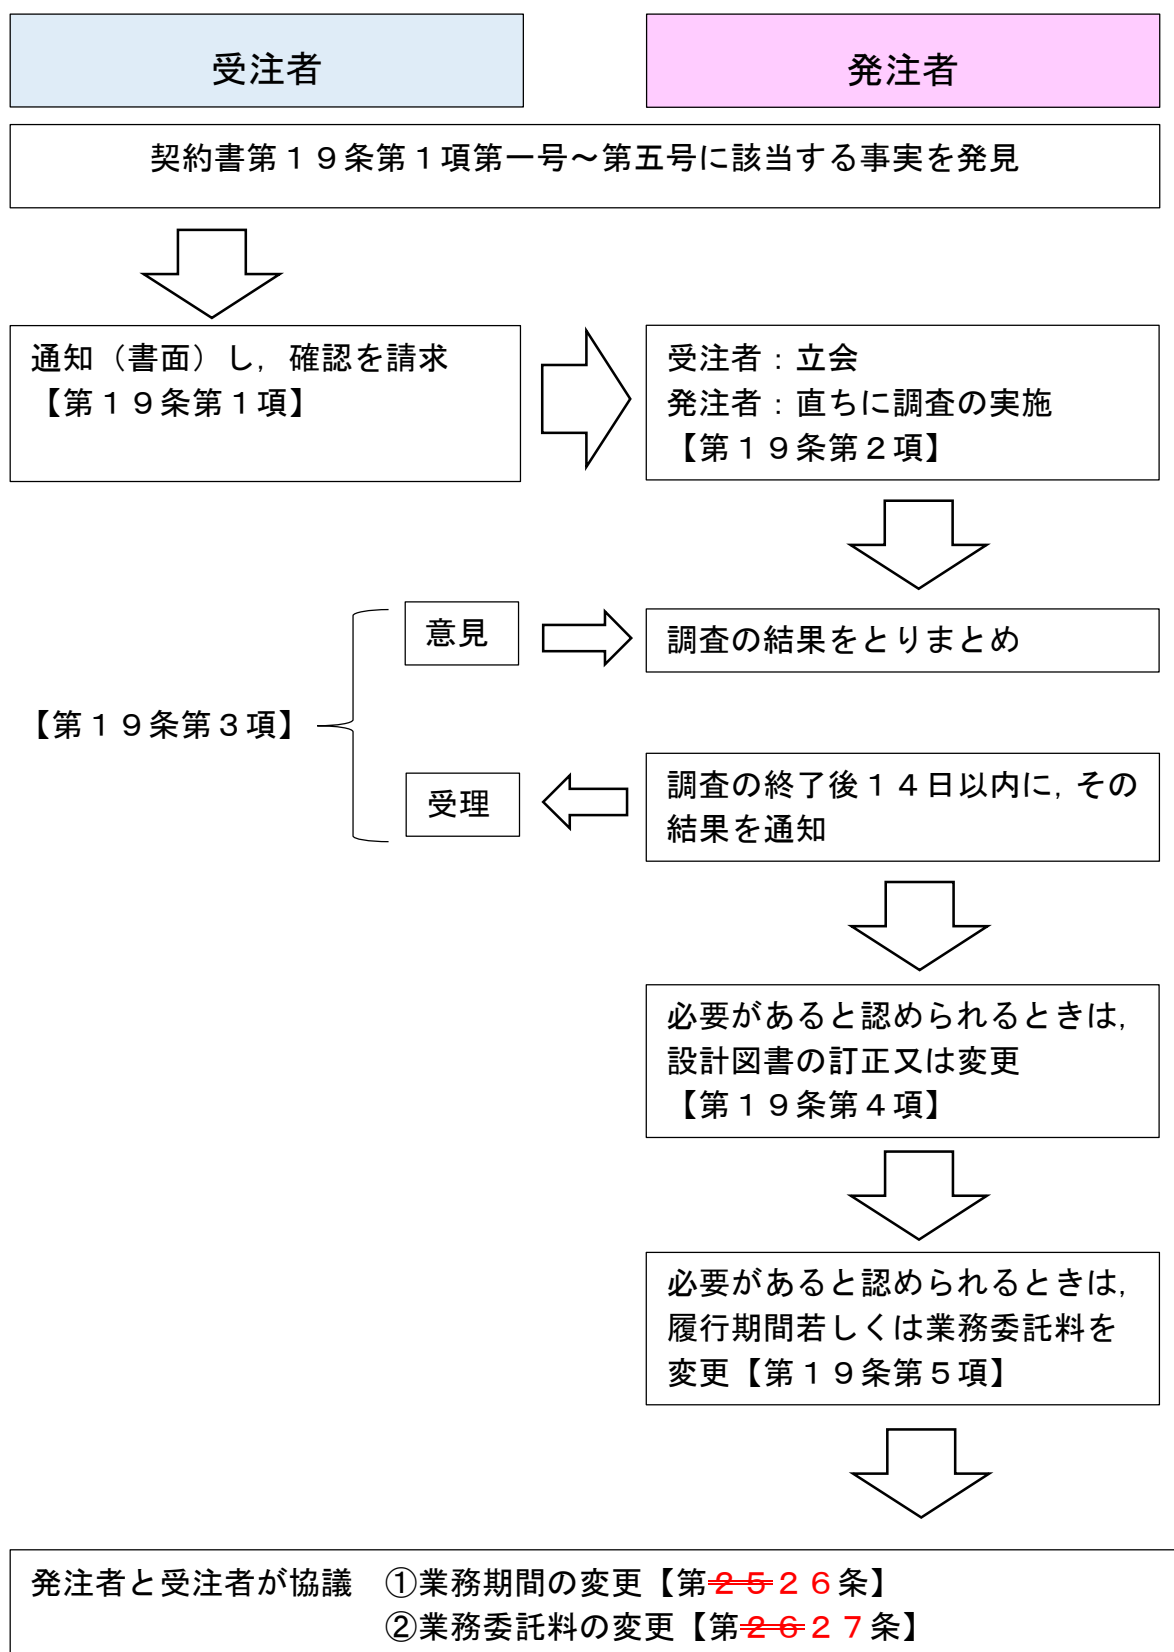 受注者
発注者
契約書第１９条第１項第一号～第五号に該当する事実を発見
通知（書面）し，確認を請求
【第１９条第１項】
受注者：立会
発注者：直ちに調査の実施
【第１９条第２項】
意見
調査の結果をとりまとめ
【第１９条第３項】
受理
調査の終了後１４日以内に，その
結果を通知
必要があると認められるときは，
設計図書の訂正又は変更
【第１９条第４項】
必要があると認められるときは，
履行期間若しくは業務委託料を
変更【第１９条第５項】
発注者と受注者が協議　①業務期間の変更【第２５２６条】
②業務委託料の変更【第２６２７条】